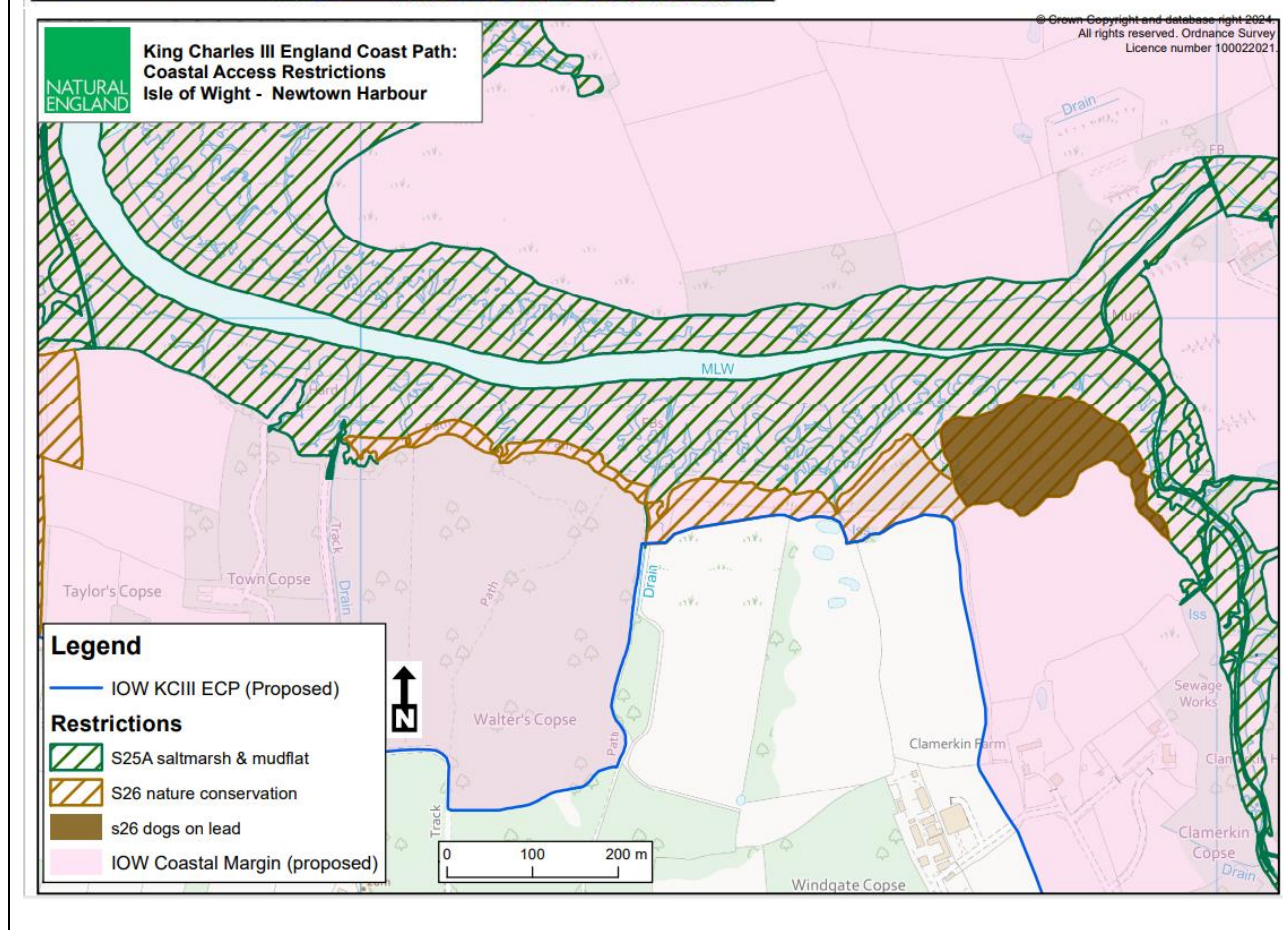 © Crown Copyright and database right 2024.
All rights reserved. Ordnance Survey
Licence number 100022021
NATURAL
ENGLAND
King Charles III England Coast Path:
Coastal Access Restrictions
Isle of Wight - Newtown Harbour
Drain
FB
Path
Mud
MLW
Hard
Path
FBs
Path
Iss
Track
Drain
Drain
Town Copse
Taylor's Copse
Path
Iss
Sewage
Works
Walter's Copse
Path
Clamerkin Farm
Clamerkin
Copse
Drain
Track
Windgate Copse
Legend
IOW KCIII ECP (Proposed)
Restrictions
S25A saltmarsh & mudflat
S26 nature conservation
s26 dogs on lead
IOW Coastal Margin (proposed)
N
0 100 200 m